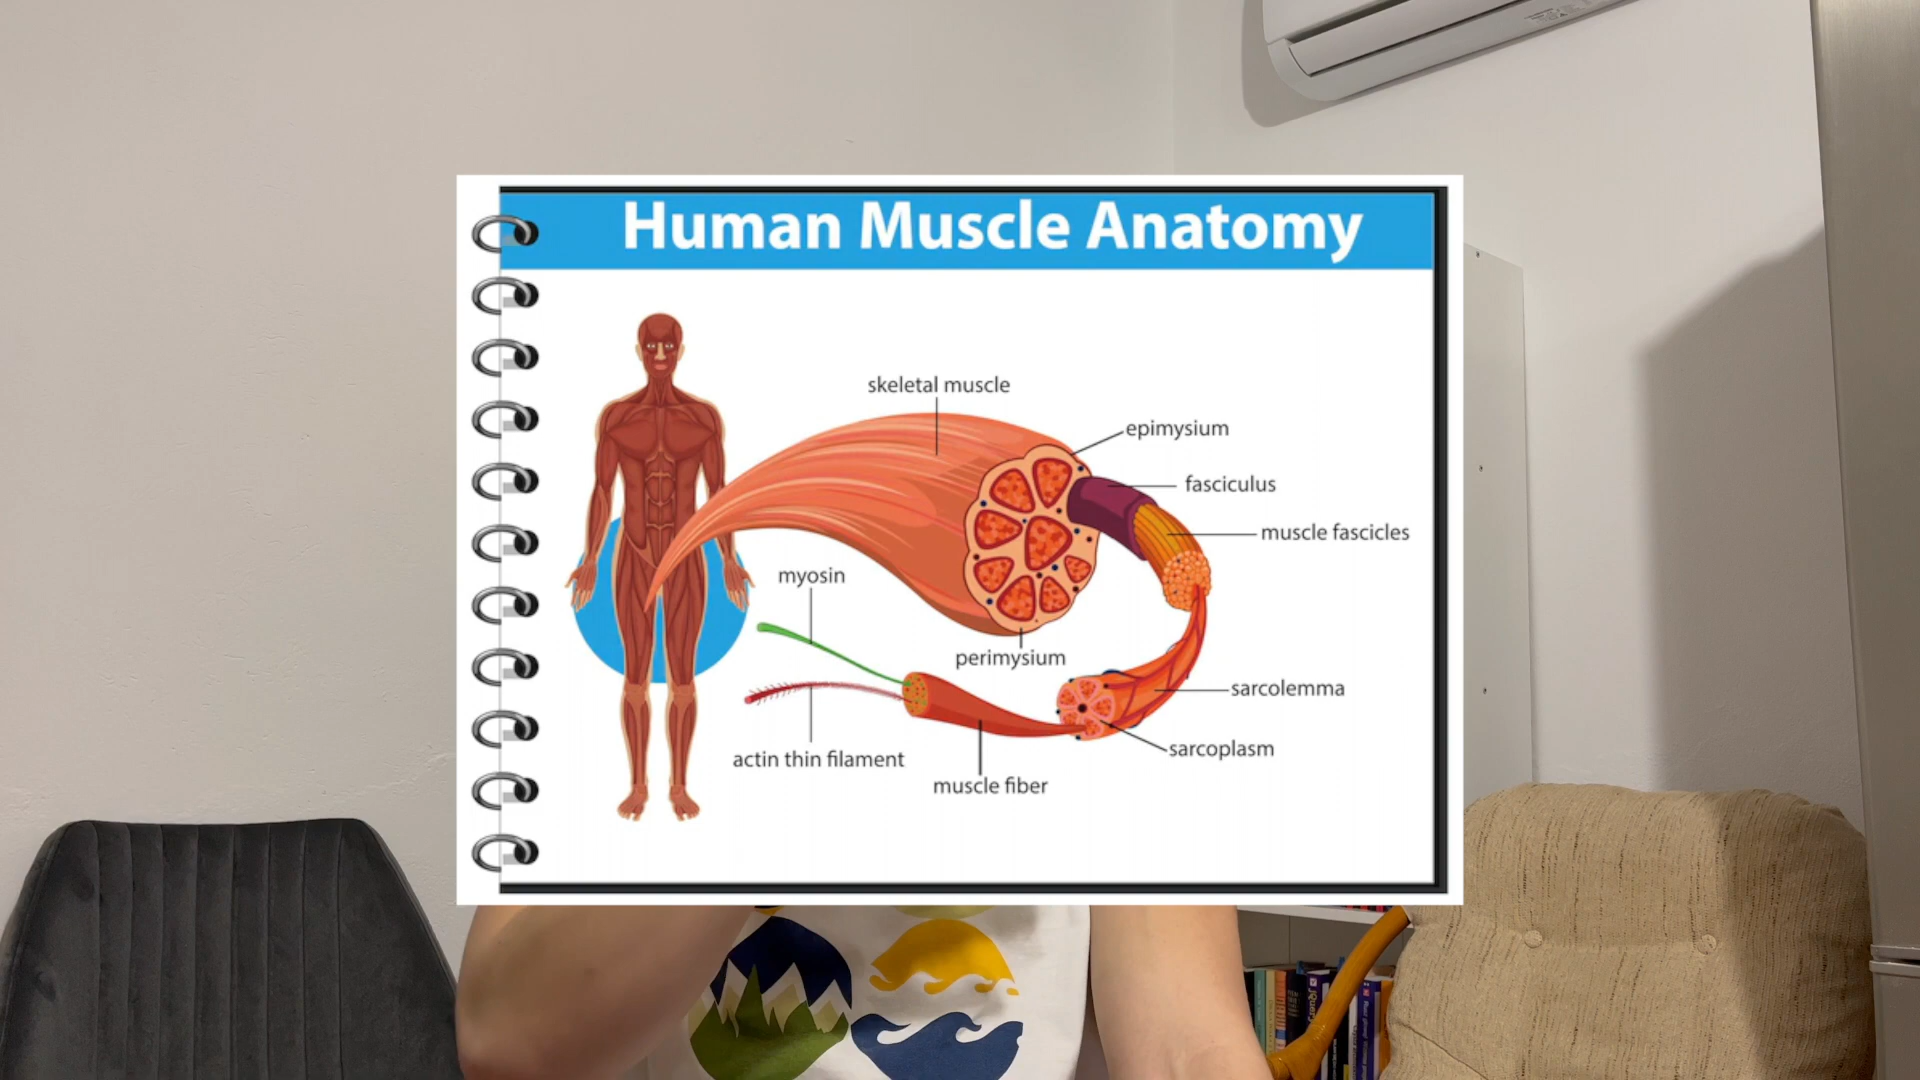 Human Muscle Anatomy
skeletal muscle
epimysium
fasciculus
muscle fascicles
myosin
perimysium
sarcolemma
sarcoplasm
actin thin filament
muscle fiber